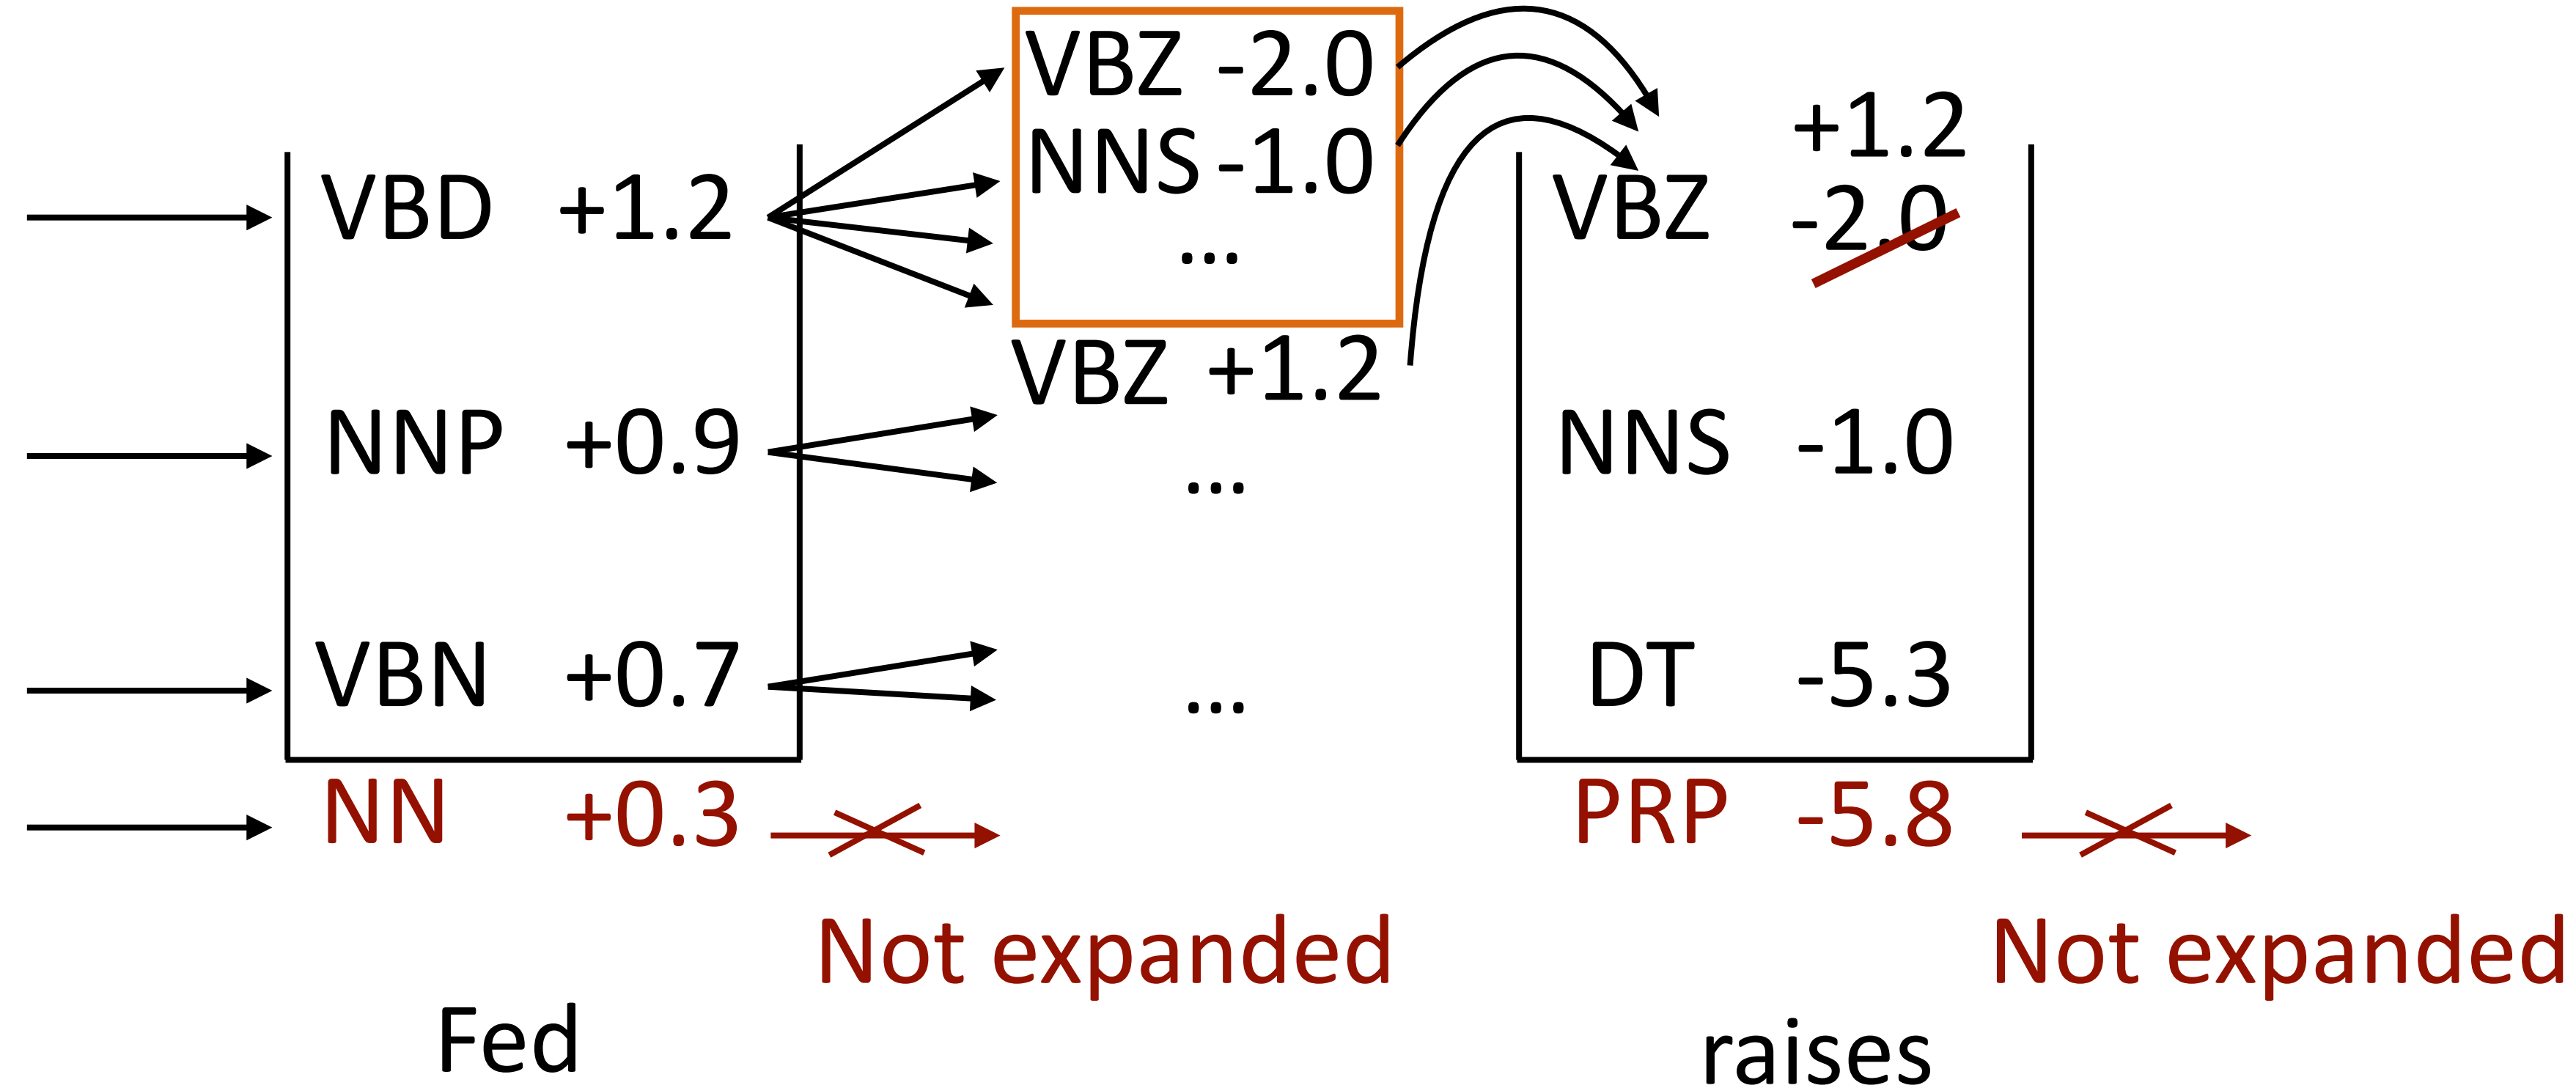 VBD +1.2
NNP +0.9
VBN +0.7
NN +0.3
Fed
VBZ -2.0
NNS -1.0
...
VBZ +1.2
...
...
Not expanded
+1.2
VBZ -2.0
NNS -1.0
DT -5.3
PRP -5.8
Not expanded
raises